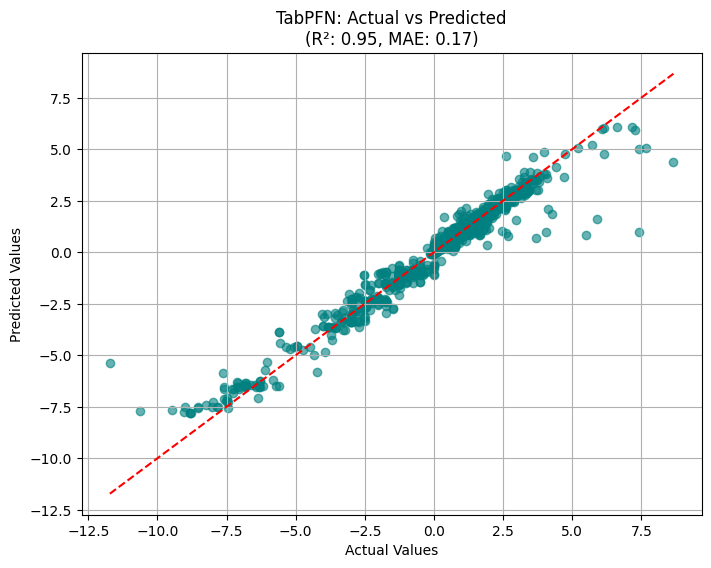 TabPFN: Actual vs Predicted
(R²: 0.95, MAE: 0.17)
Predicted Values
7.5
5.0
2.5
0.0
−2.5
−5.0
−7.5
−10.0
−12.5
−12.5 −10.0 −7.5 −5.0 −2.5 0.0 2.5 5.0 7.5
Actual Values